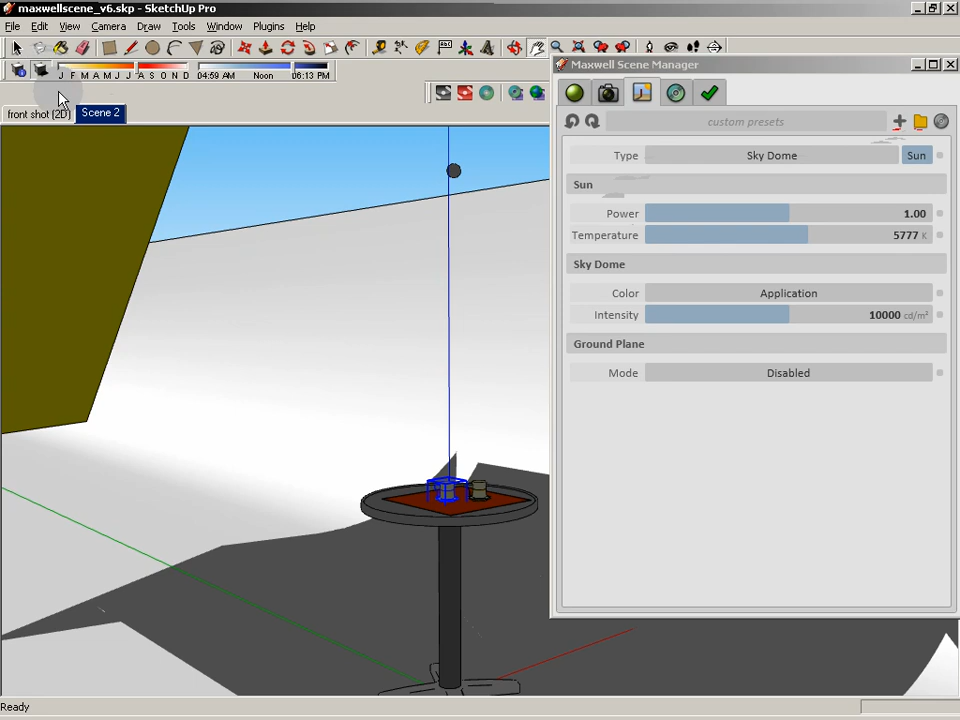 maxwellscene_v6.skp - SketchUp Pro
File Edit View Camera Draw Tools Window Plugins Help
J F M A M J J A S O N D 04:59 AM Noon 06:13 PM
front shot (2D) Scene 2
Maxwell Scene Manager
custom presets
Type Sky Dome Sun
Sun
Power 1.00
Temperature 5777 K
Sky Dome
Color Application
Intensity 10000 cd/m²
Ground Plane
Mode Disabled
Ready